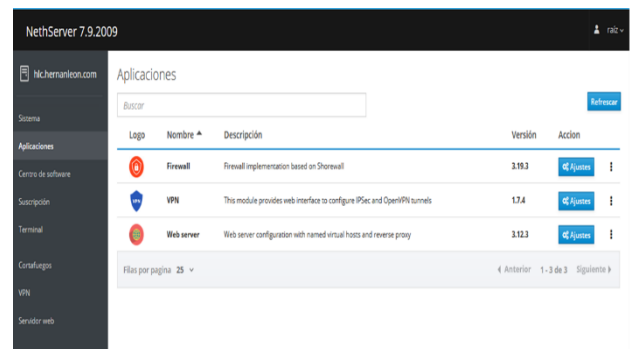 NethServer 7.9.2009
raiz
hlc.hernanleon.com
Sistema
Aplicaciones
Centro de software
Suscripción
Terminal
Cortafuegos
VPN
Servidor web
Aplicaciones
Buscar
Refrescar
Logo Nombre Descripción Versión Accion
Firewall Firewall implementation based on Shorewall 3.19.3 Ajustes
VPN VPN This module provides web interface to configure IPSec and OpenVPN tunnels 1.7.4 Ajustes
Web server Web server configuration with named virtual hosts and reverse proxy 3.12.3 Ajustes
Filas por pagina 25 Anterior 1 - 3 de 3 Siguiente